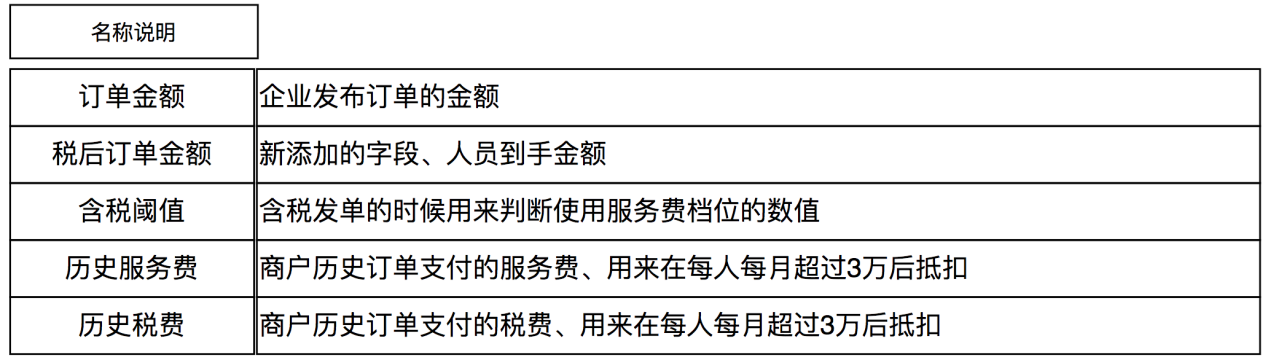 名称说明
订单金额 企业发布订单的金额
税后订单金额 新添加的字段、人员到手金额
含税阈值 含税发单的时候用来判断使用服务费档位的数值
历史服务费 商户历史订单支付的服务费、用来在每人每月超过3万后抵扣
历史税费 商户历史订单支付的税费、用来在每人每月超过3万后抵扣